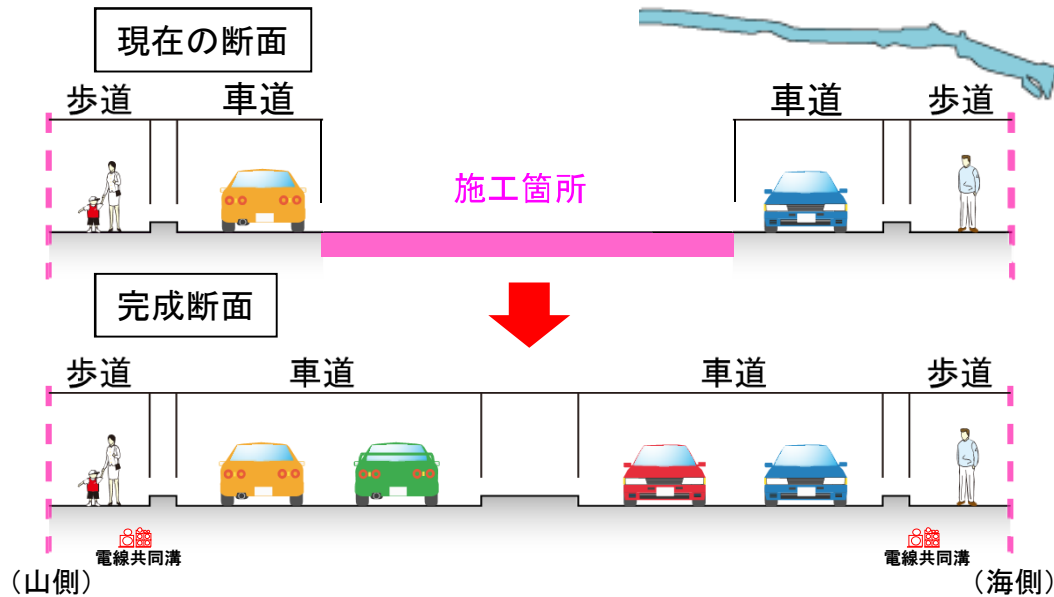 現在の断面
歩道
車道
車道
歩道
施工箇所
完成断面
歩道
車道
車道
歩道
電線共同溝
電線共同溝
（山側）
（海側）